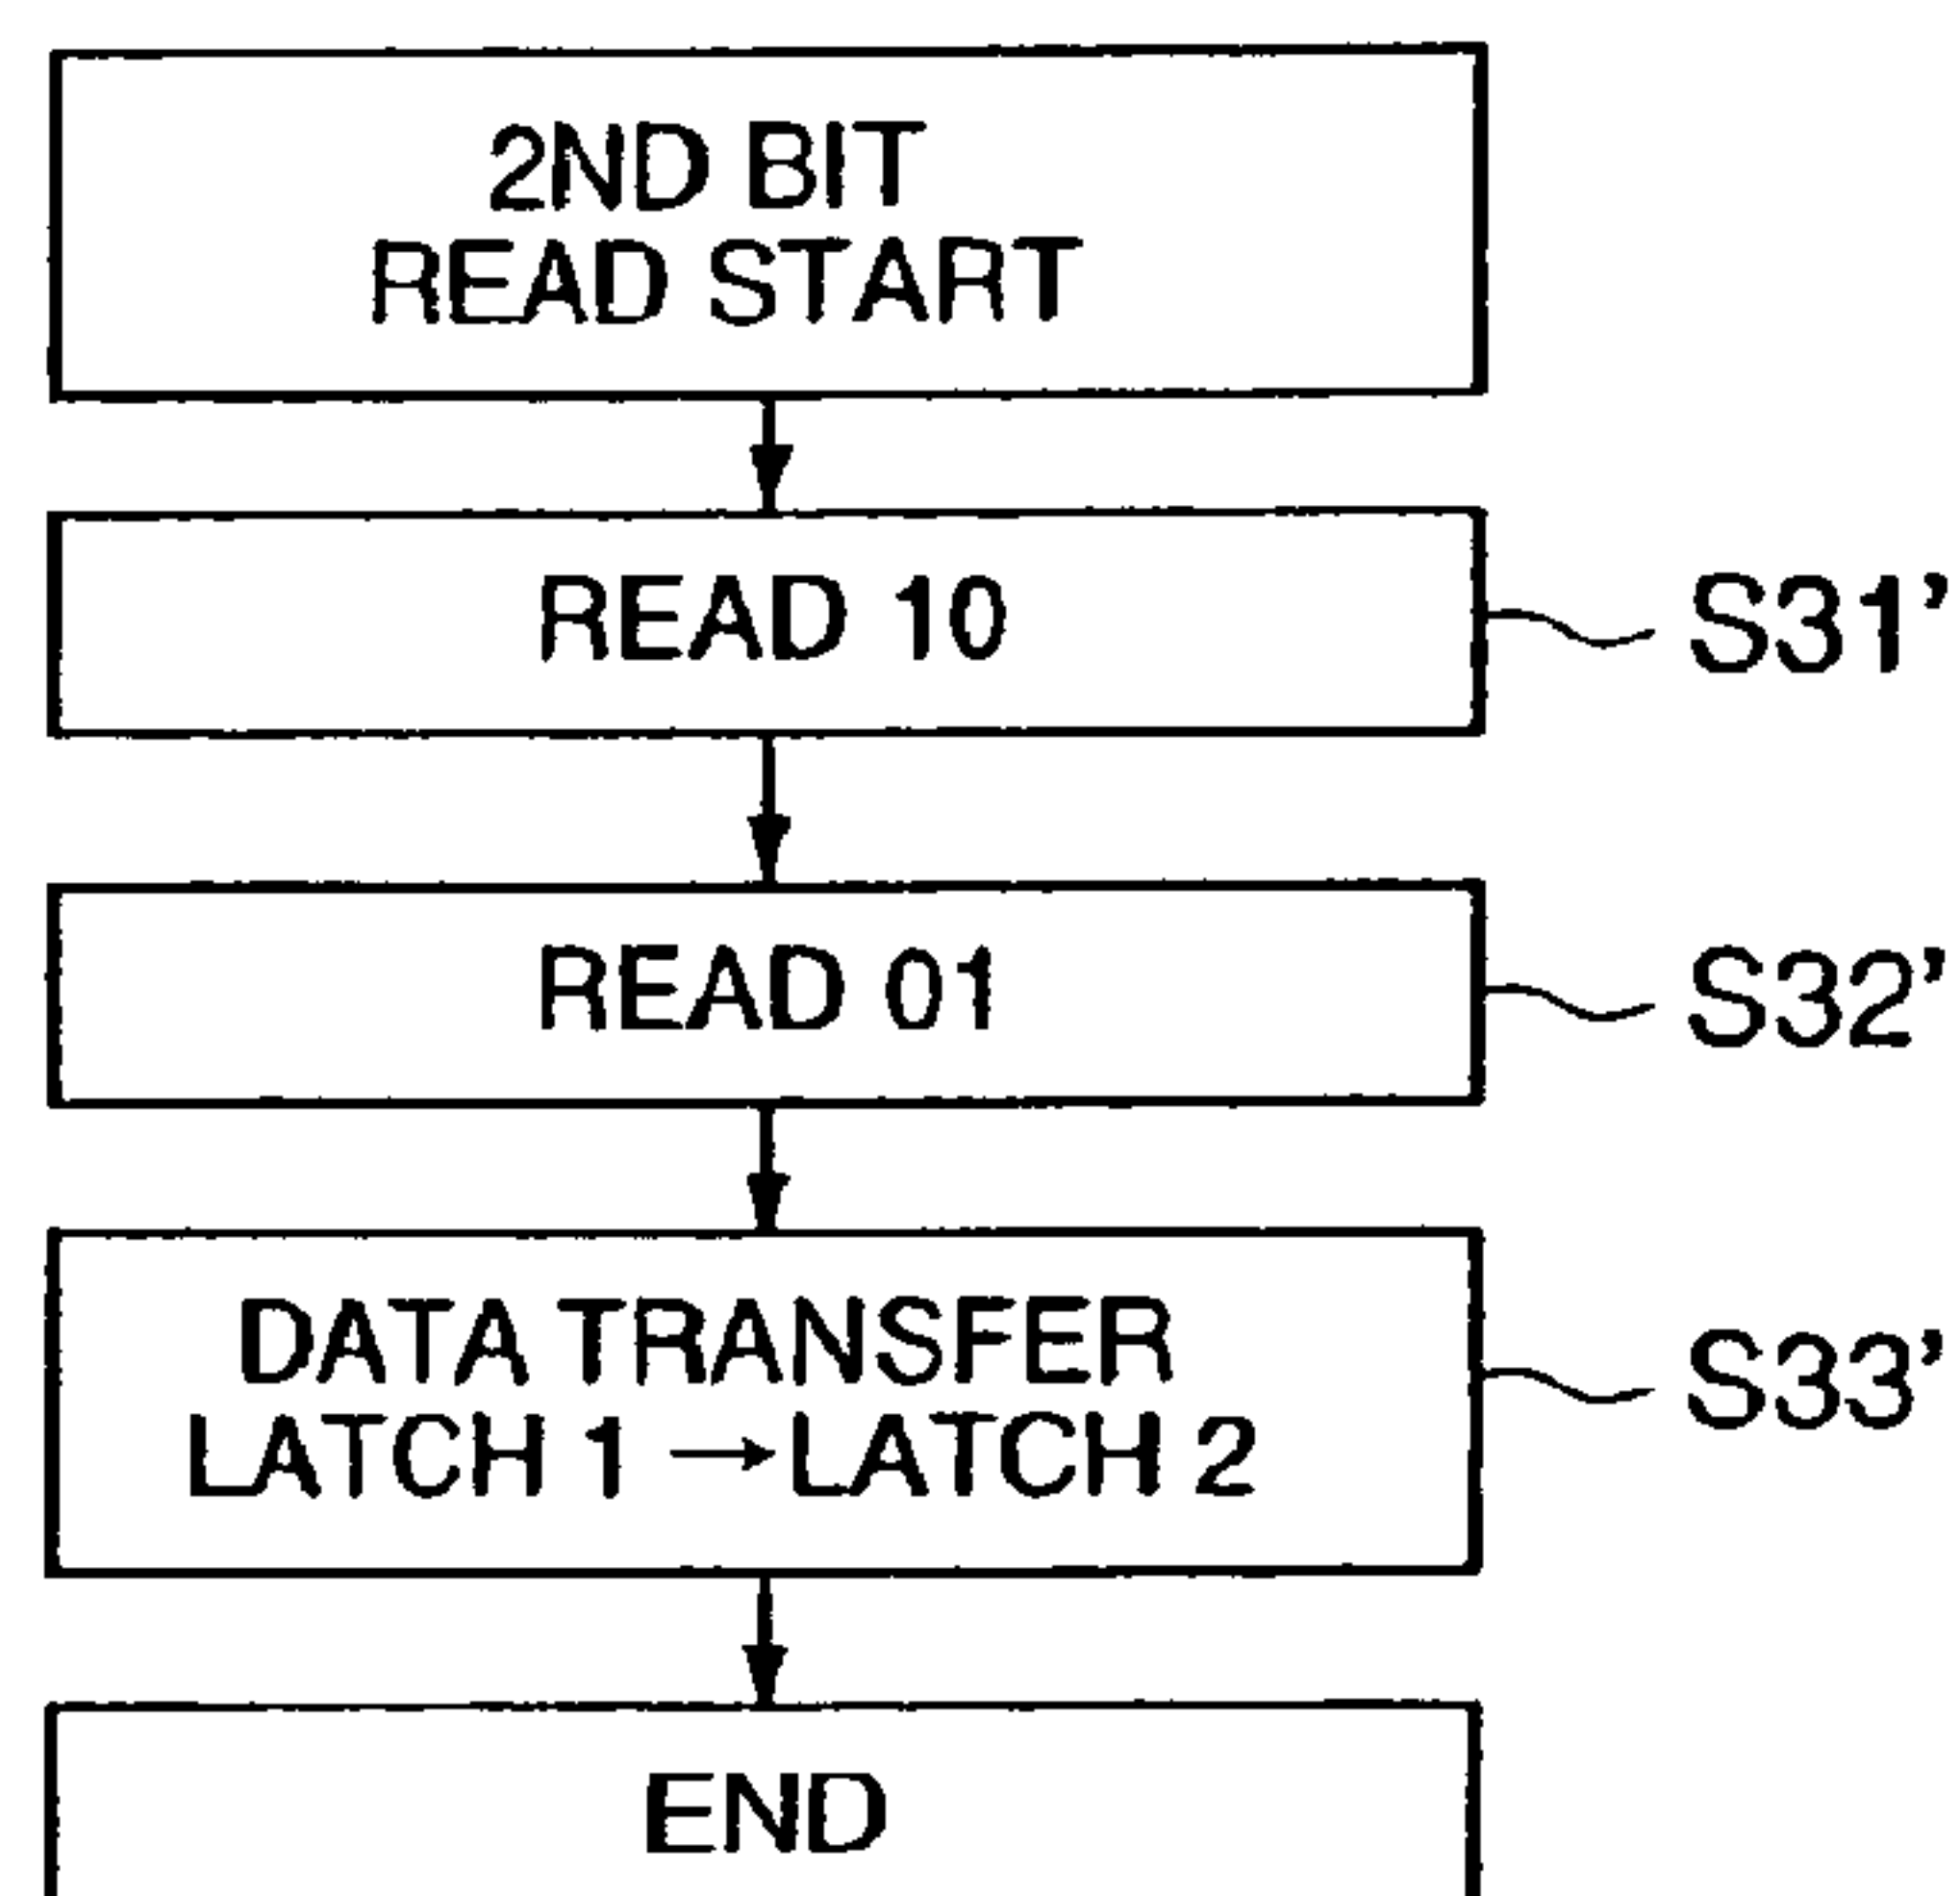 2ND BIT
READ START
READ 10
S31'
READ 01
S32'
DATA TRANSFER
LATCH 1 → LATCH 2
S33'
END